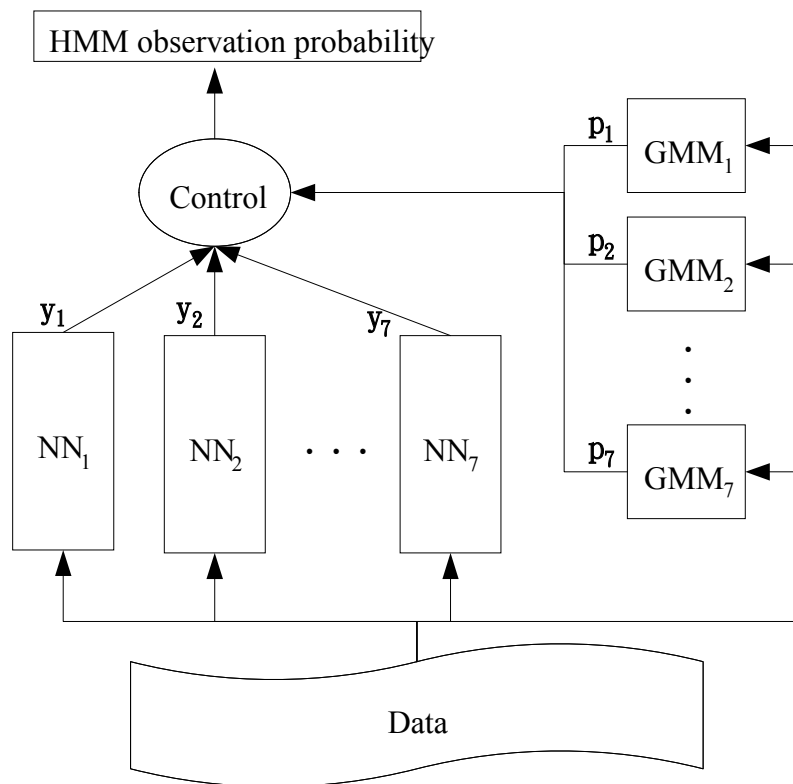 HMM observation probability
p₁
GMM₁
Control
p₂
GMM₂
y₁
y₂
y₇
NN₁
NN₂
. . .
NN₇
p₇
GMM₇
Data